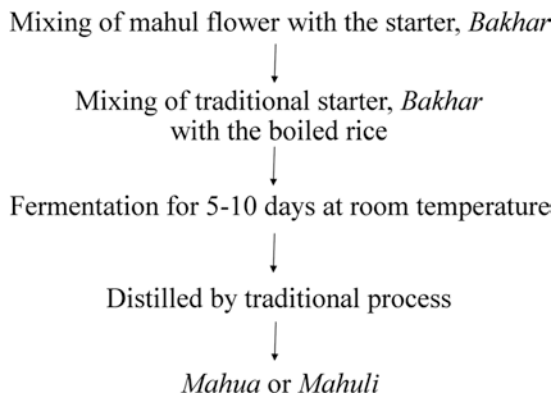 Mixing of mahul flower with the starter, Bakhar
Mixing of traditional starter, Bakhar
with the boiled rice
Fermentation for 5-10 days at room temperature
Distilled by traditional process
Mahua or Mahuli